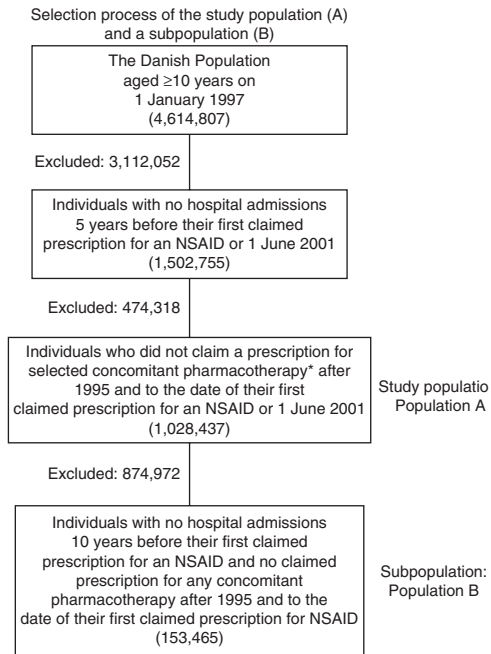 Selection process of the study population (A)
and a subpopulation (B)
The Danish Population
aged ≥10 years on
1 January 1997
(4,614,807)
Excluded: 3,112,052
Individuals with no hospital admissions
5 years before their first claimed
prescription for an NSAID or 1 June 2001
(1,502,755)
Excluded: 474,318
Individuals who did not claim a prescription for
selected concomitant pharmacotherapy* after
1995 and to the date of their first
claimed prescription for an NSAID or 1 June 2001
(1,028,437)
Study populatio
Population A
Excluded: 874,972
Individuals with no hospital admissions
10 years before their first claimed
prescription for an NSAID and no claimed
prescription for any concomitant
pharmacotherapy after 1995 and to the
date of their first claimed prescription for NSAID
(153,465)
Subpopulation:
Population B